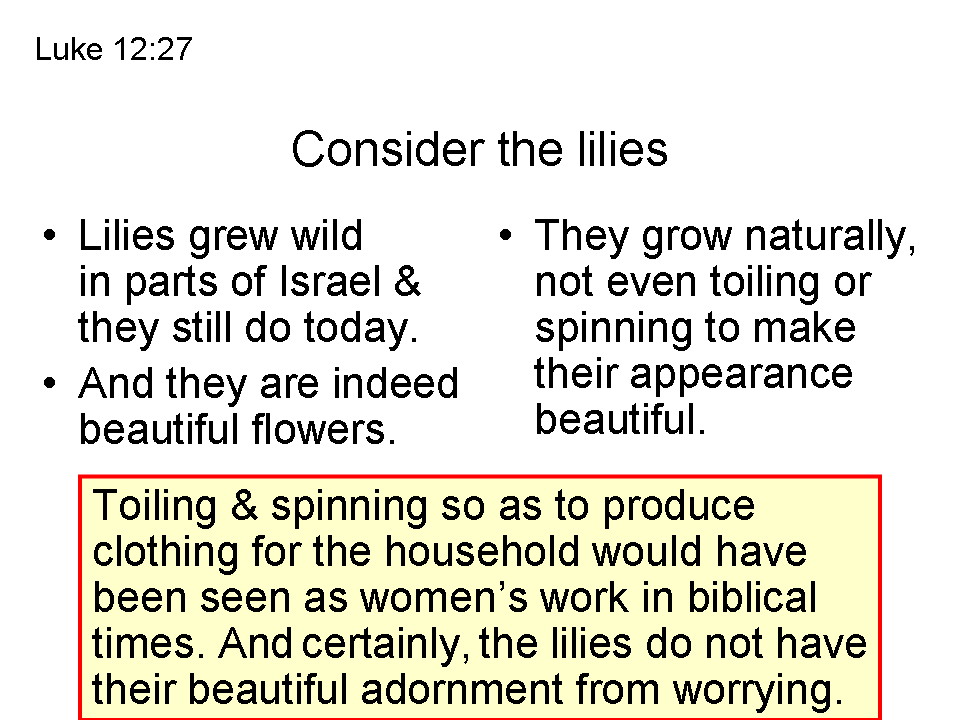 Luke 12:27
Consider the lilies
• Lilies grew wild
in parts of Israel &
they still do today.
• And they are indeed
beautiful flowers.
• They grow naturally,
not even toiling or
spinning to make
their appearance
beautiful.
Toiling & spinning so as to produce
clothing for the household would have
been seen as women’s work in biblical
times. And certainly, the lilies do not have
their beautiful adornment from worrying.